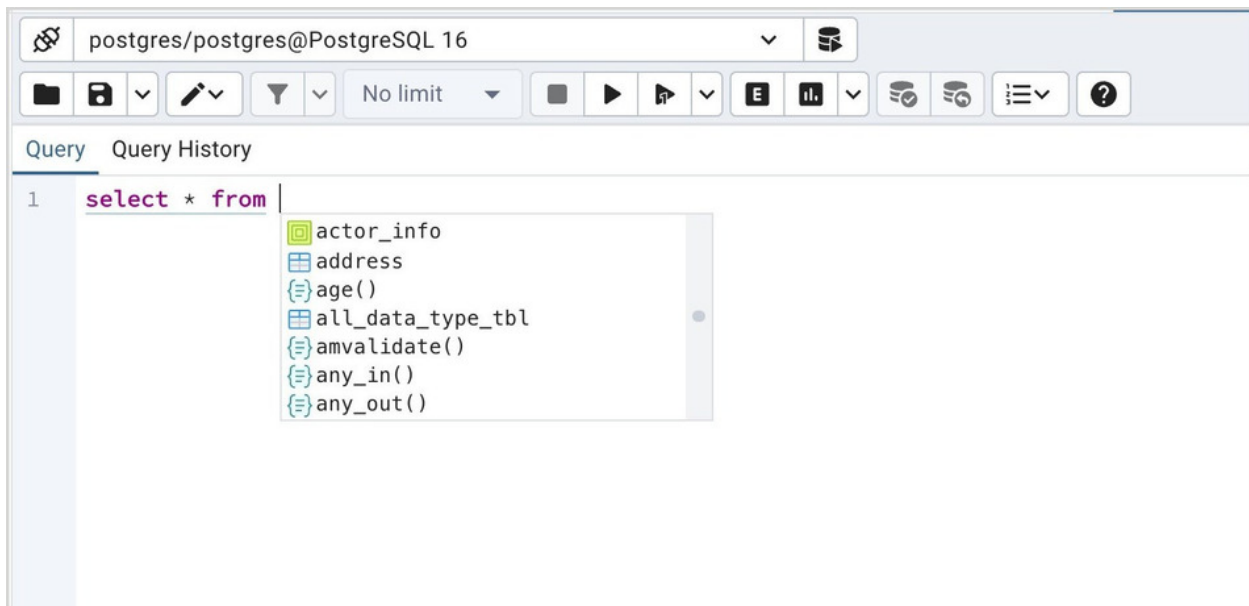 postgres/postgres@PostgreSQL 16
No limit
E
Query Query History
1 select * from
actor_info
address
age()
all_data_type_tbl
amvalidate()
any_in()
any_out()